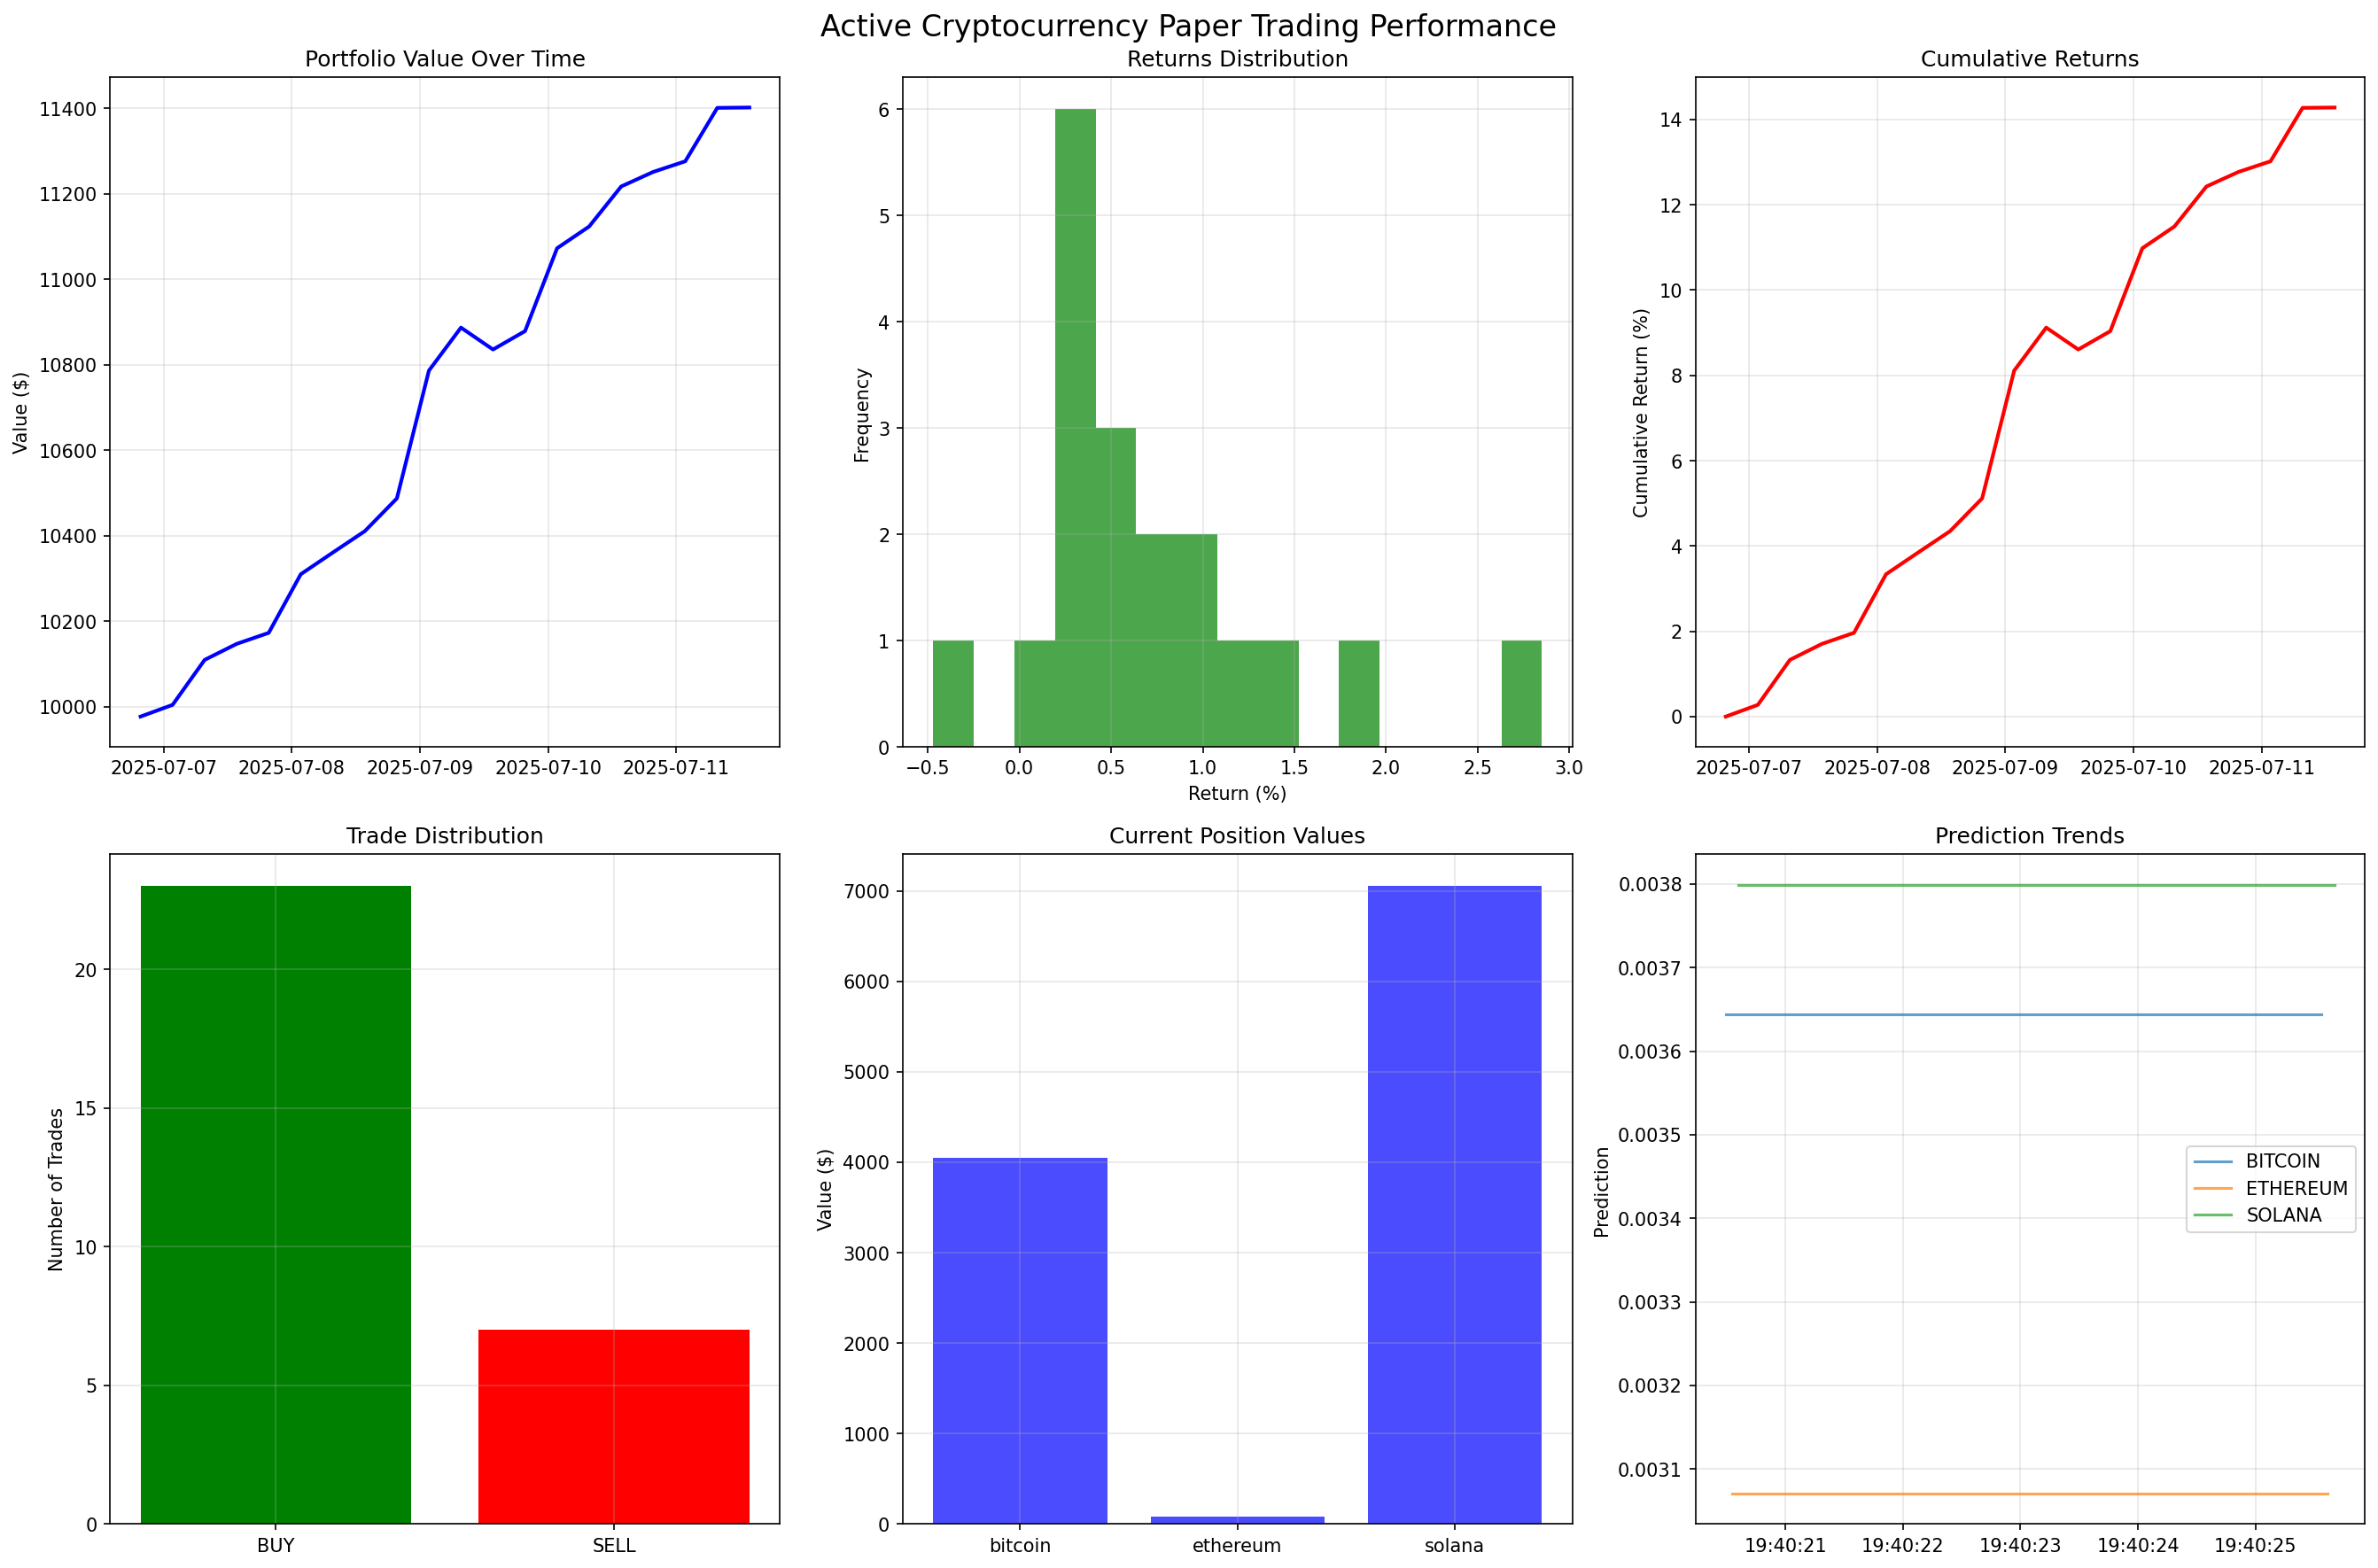 Active Cryptocurrency Paper Trading Performance
Portfolio Value Over Time
Value ($)
11400
11200
11000
10800
10600
10400
10200
10000
2025-07-07 2025-07-08 2025-07-09 2025-07-10 2025-07-11
Returns Distribution
Frequency
6
5
4
3
2
1
0
−0.5 0.0 0.5 1.0 1.5 2.0 2.5 3.0
Return (%)
Cumulative Returns
Cumulative Return (%)
14
12
10
8
6
4
2
0
2025-07-07 2025-07-08 2025-07-09 2025-07-10 2025-07-11
Trade Distribution
Number of Trades
20
15
10
5
0
BUY SELL
Current Position Values
Value ($)
7000
6000
5000
4000
3000
2000
1000
0
bitcoin ethereum solana
Prediction Trends
Prediction
0.0038
0.0037
0.0036
0.0035
0.0034
0.0033
0.0032
0.0031
BITCOIN
ETHEREUM
SOLANA
19:40:21 19:40:22 19:40:23 19:40:24 19:40:25